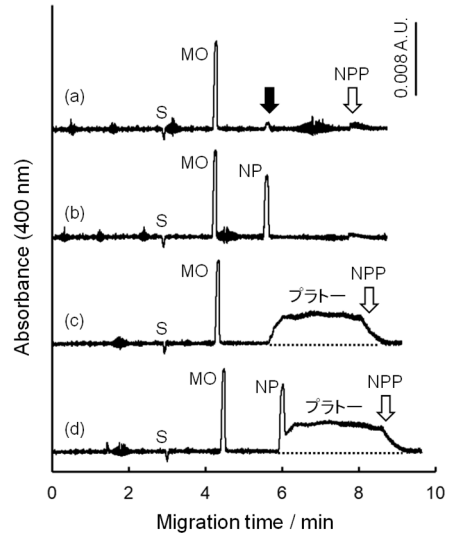 0.008 A.U.
MO
NPP
(a)
S
MO
NP
(b)
S
MO
NPP
プラトー
(c)
S
MO
NP
NPP
プラトー
(d)
S
Absorbance (400 nm)
0 2 4 6 8 10
Migration time / min